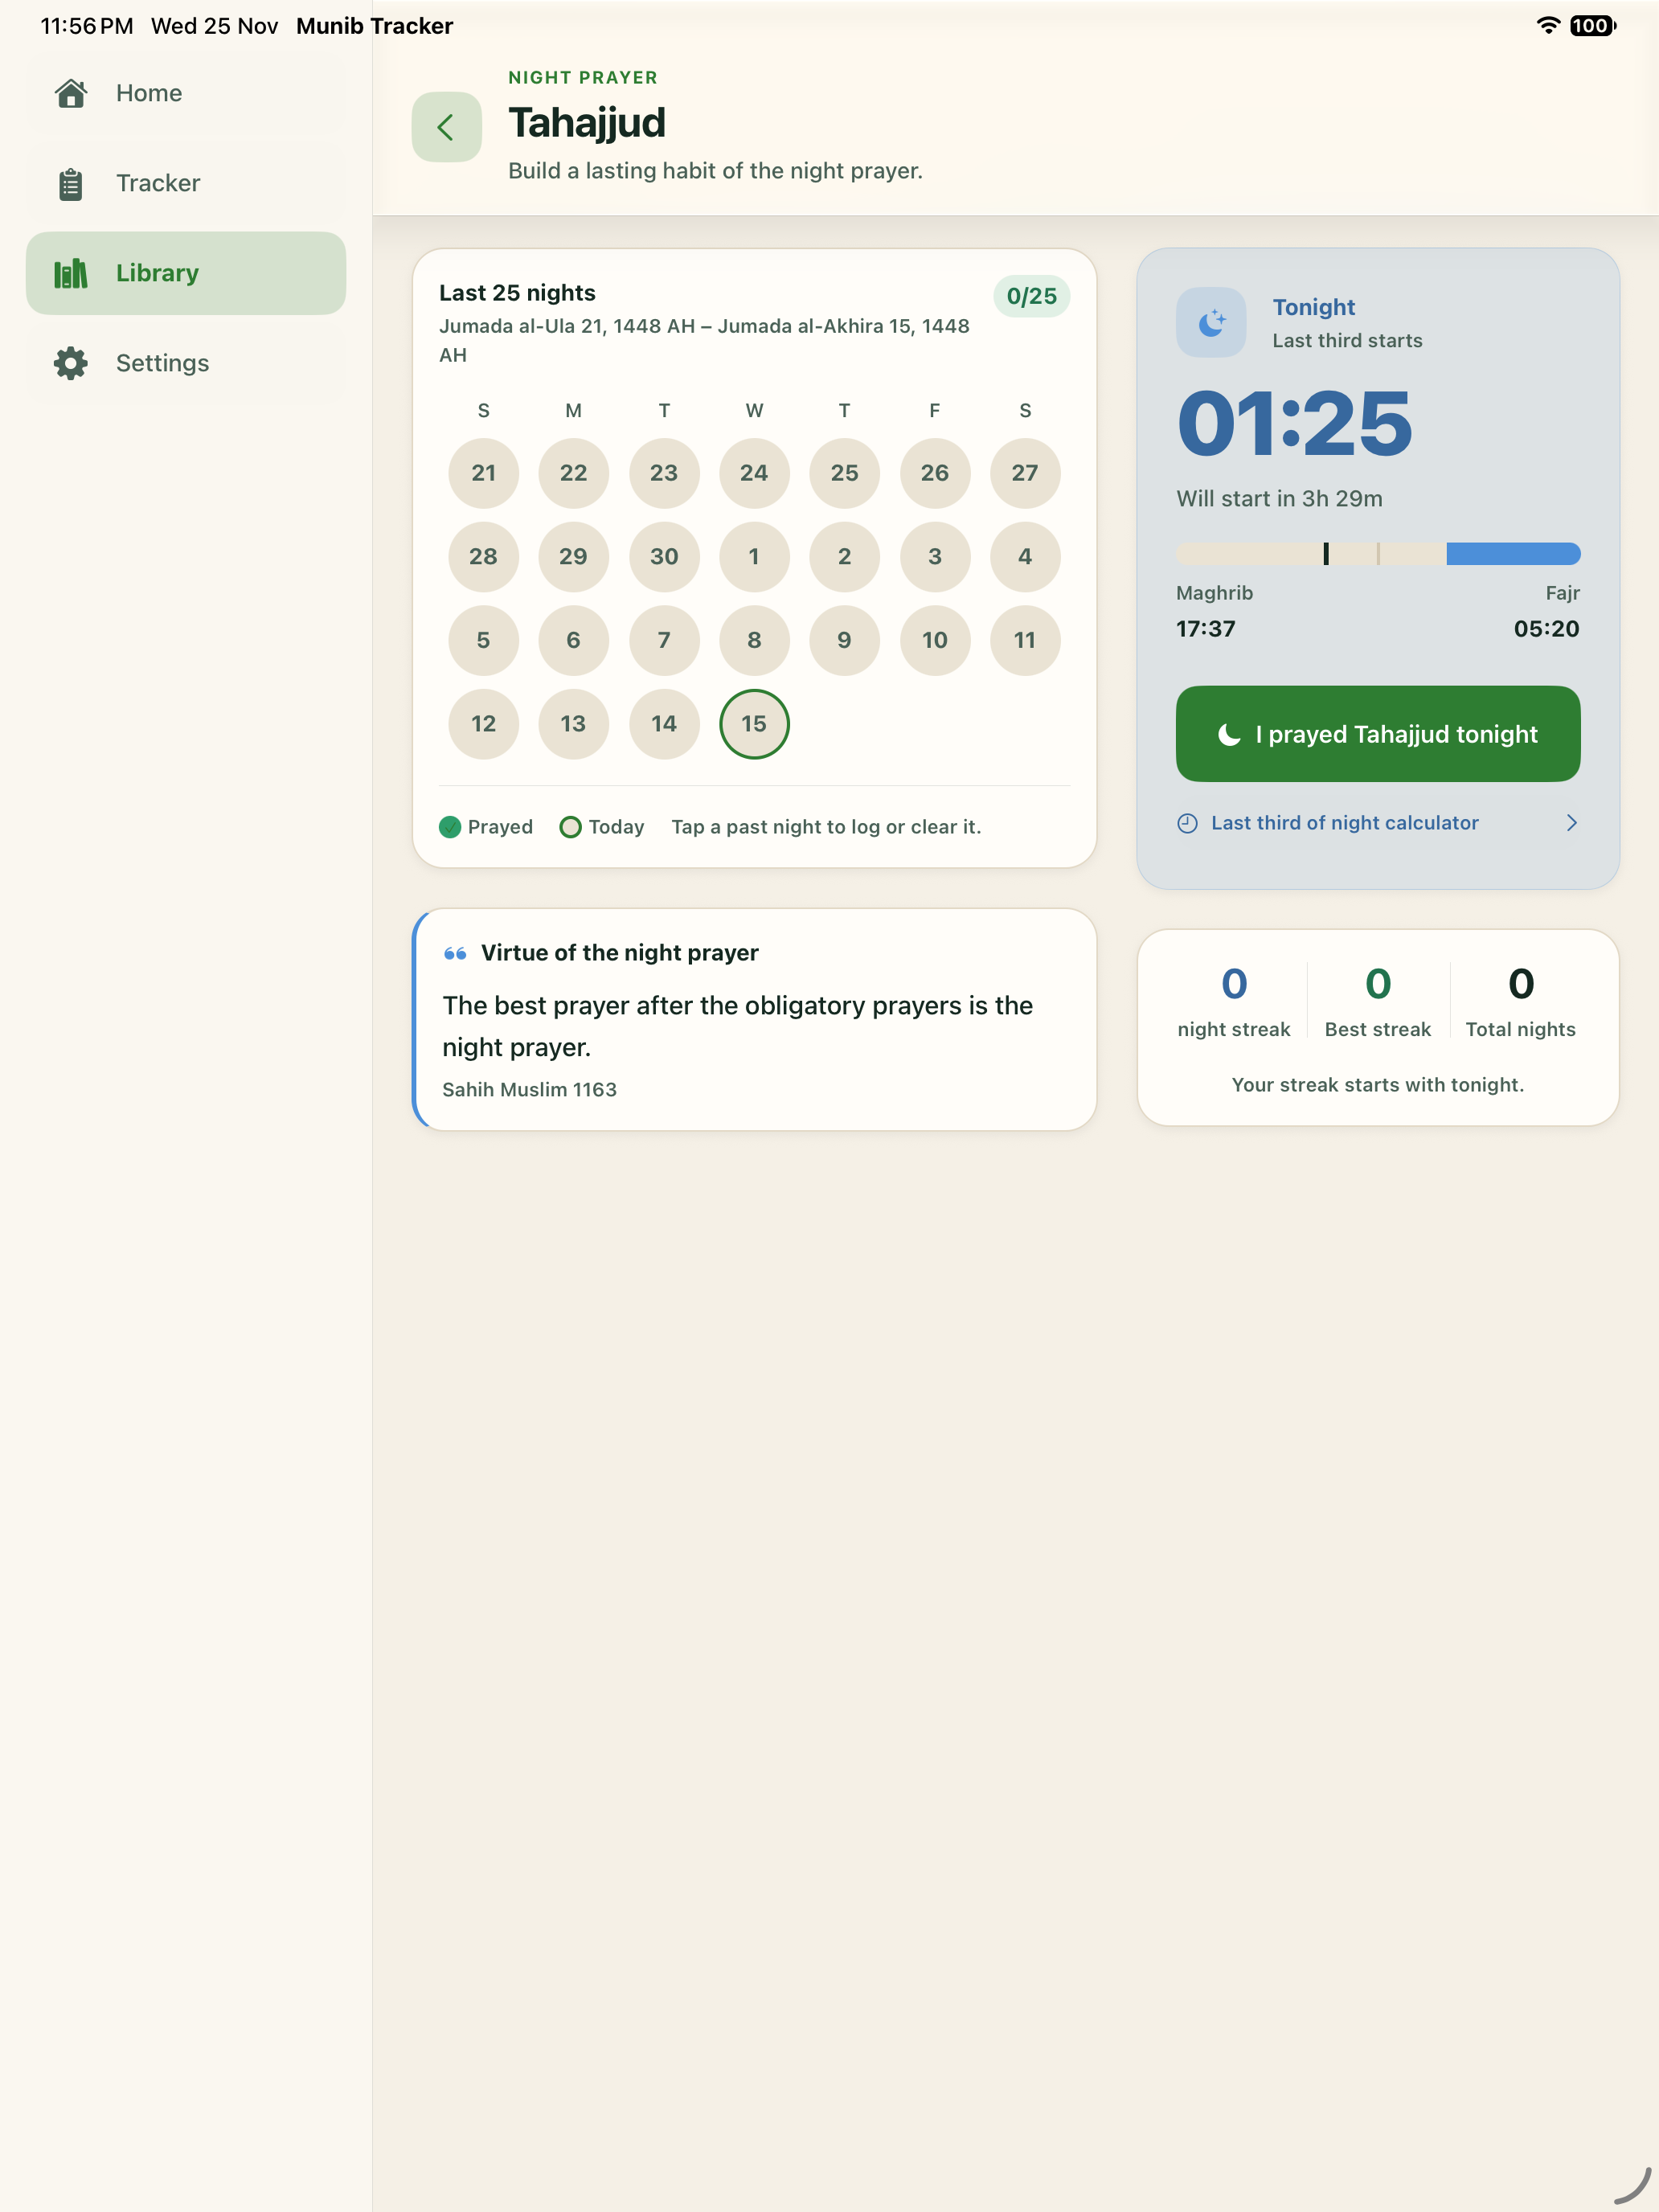 11:56 PM Wed 25 Nov Munib Tracker
100
Home
Tracker
Library
Settings
NIGHT PRAYER
Tahajjud
Build a lasting habit of the night prayer.
Last 25 nights
0/25
Jumada al-Ula 21, 1448 AH – Jumada al-Akhira 15, 1448
AH
S M T W T F S
21 22 23 24 25 26 27
28 29 30 1 2 3 4
5 6 7 8 9 10 11
12 13 14 15
Prayed Today Tap a past night to log or clear it.
Virtue of the night prayer
The best prayer after the obligatory prayers is the
night prayer.
Sahih Muslim 1163
Tonight
Last third starts
01:25
Will start in 3h 29m
Maghrib Fajr
17:37 05:20
I prayed Tahajjud tonight
Last third of night calculator
0 0 0
night streak Best streak Total nights
Your streak starts with tonight.